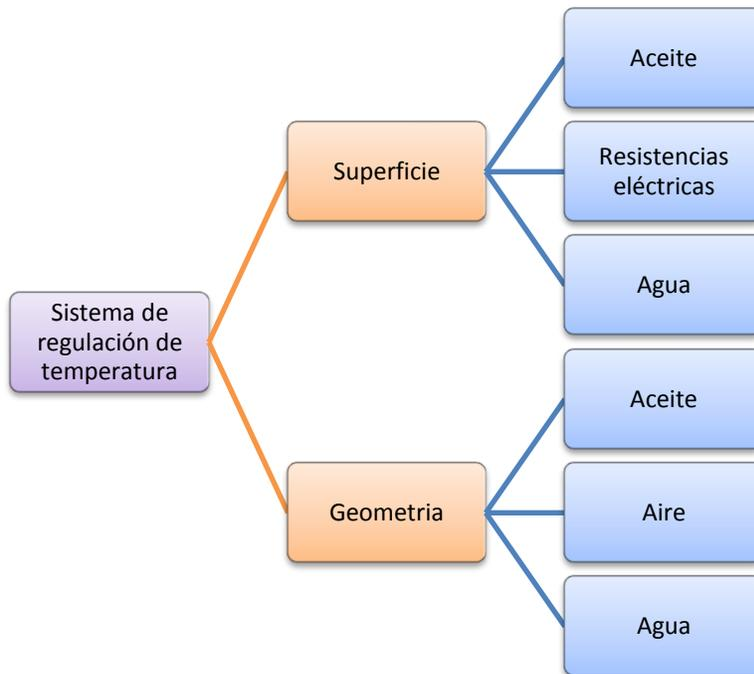 Sistema de
regulación de
temperatura
Superficie
Aceite
Resistencias
eléctricas
Agua
Geometria
Aceite
Aire
Agua